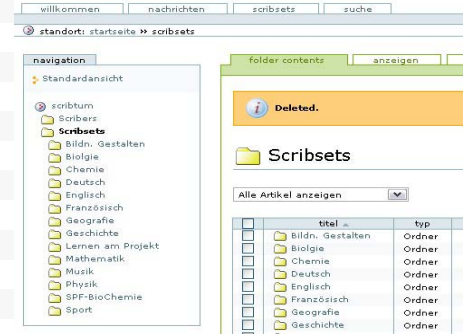 willkommen nachrichten scribsets suche
standort: startseite » scribsets
navigation
Standardansicht
scribtum
Scribers
Scribsets
Bildn. Gestalten
Biolgie
Chemie
Deutsch
Englisch
Französisch
Geografie
Geschichte
Lernen am Projekt
Mathematik
Musik
Physik
SPF-BioChemie
Sport
folder contents anzeigen
Deleted.
Scribsets
Alle Artikel anzeigen
titel typ
Bildn. Gestalten Ordner
Biolgie Ordner
Chemie Ordner
Deutsch Ordner
Englisch Ordner
Französisch Ordner
Geografie Ordner
Geschichte Ordner